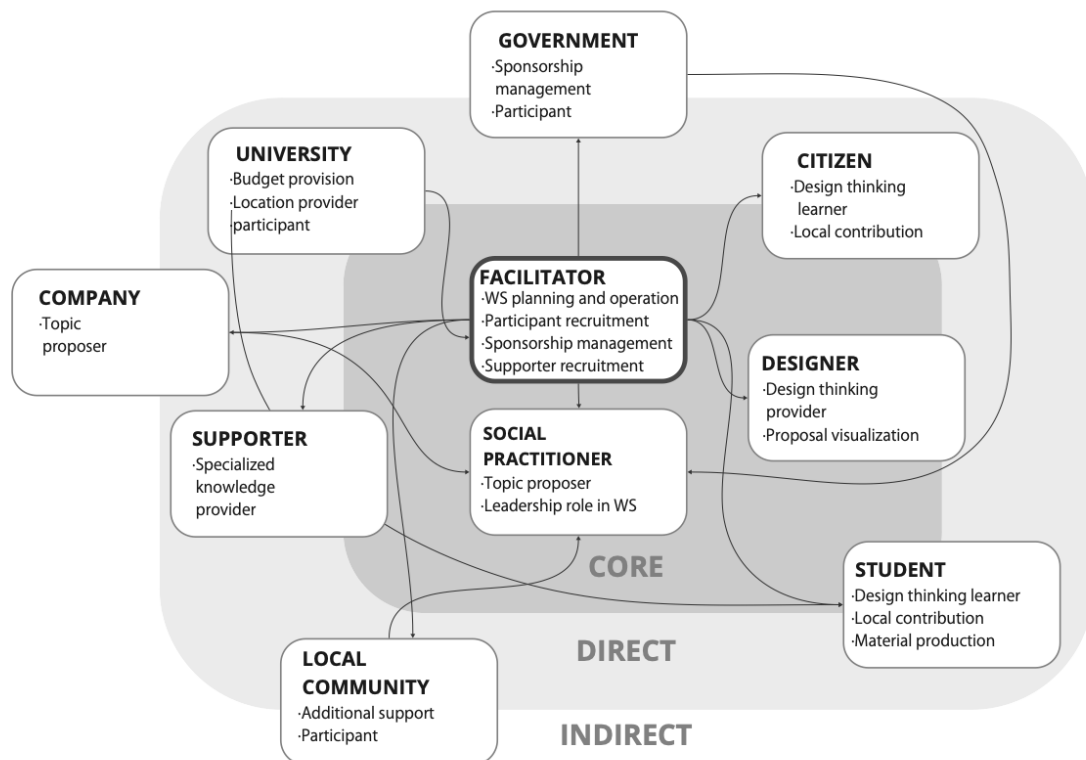 GOVERNMENT
·Sponsorship
management
·Participant
UNIVERSITY
·Budget provision
·Location provider
·participant
CITIZEN
·Design thinking
learner
·Local contribution
COMPANY
·Topic
proposer
FACILITATOR
·WS planning and operation
·Participant recruitment
·Sponsorship management
·Supporter recruitment
DESIGNER
·Design thinking
provider
·Proposal visualization
SUPPORTER
·Specialized
knowledge
provider
SOCIAL
PRACTITIONER
·Topic proposer
·Leadership role in WS
CORE
STUDENT
·Design thinking learner
·Local contribution
·Material production
DIRECT
LOCAL
COMMUNITY
·Additional support
·Participant
INDIRECT